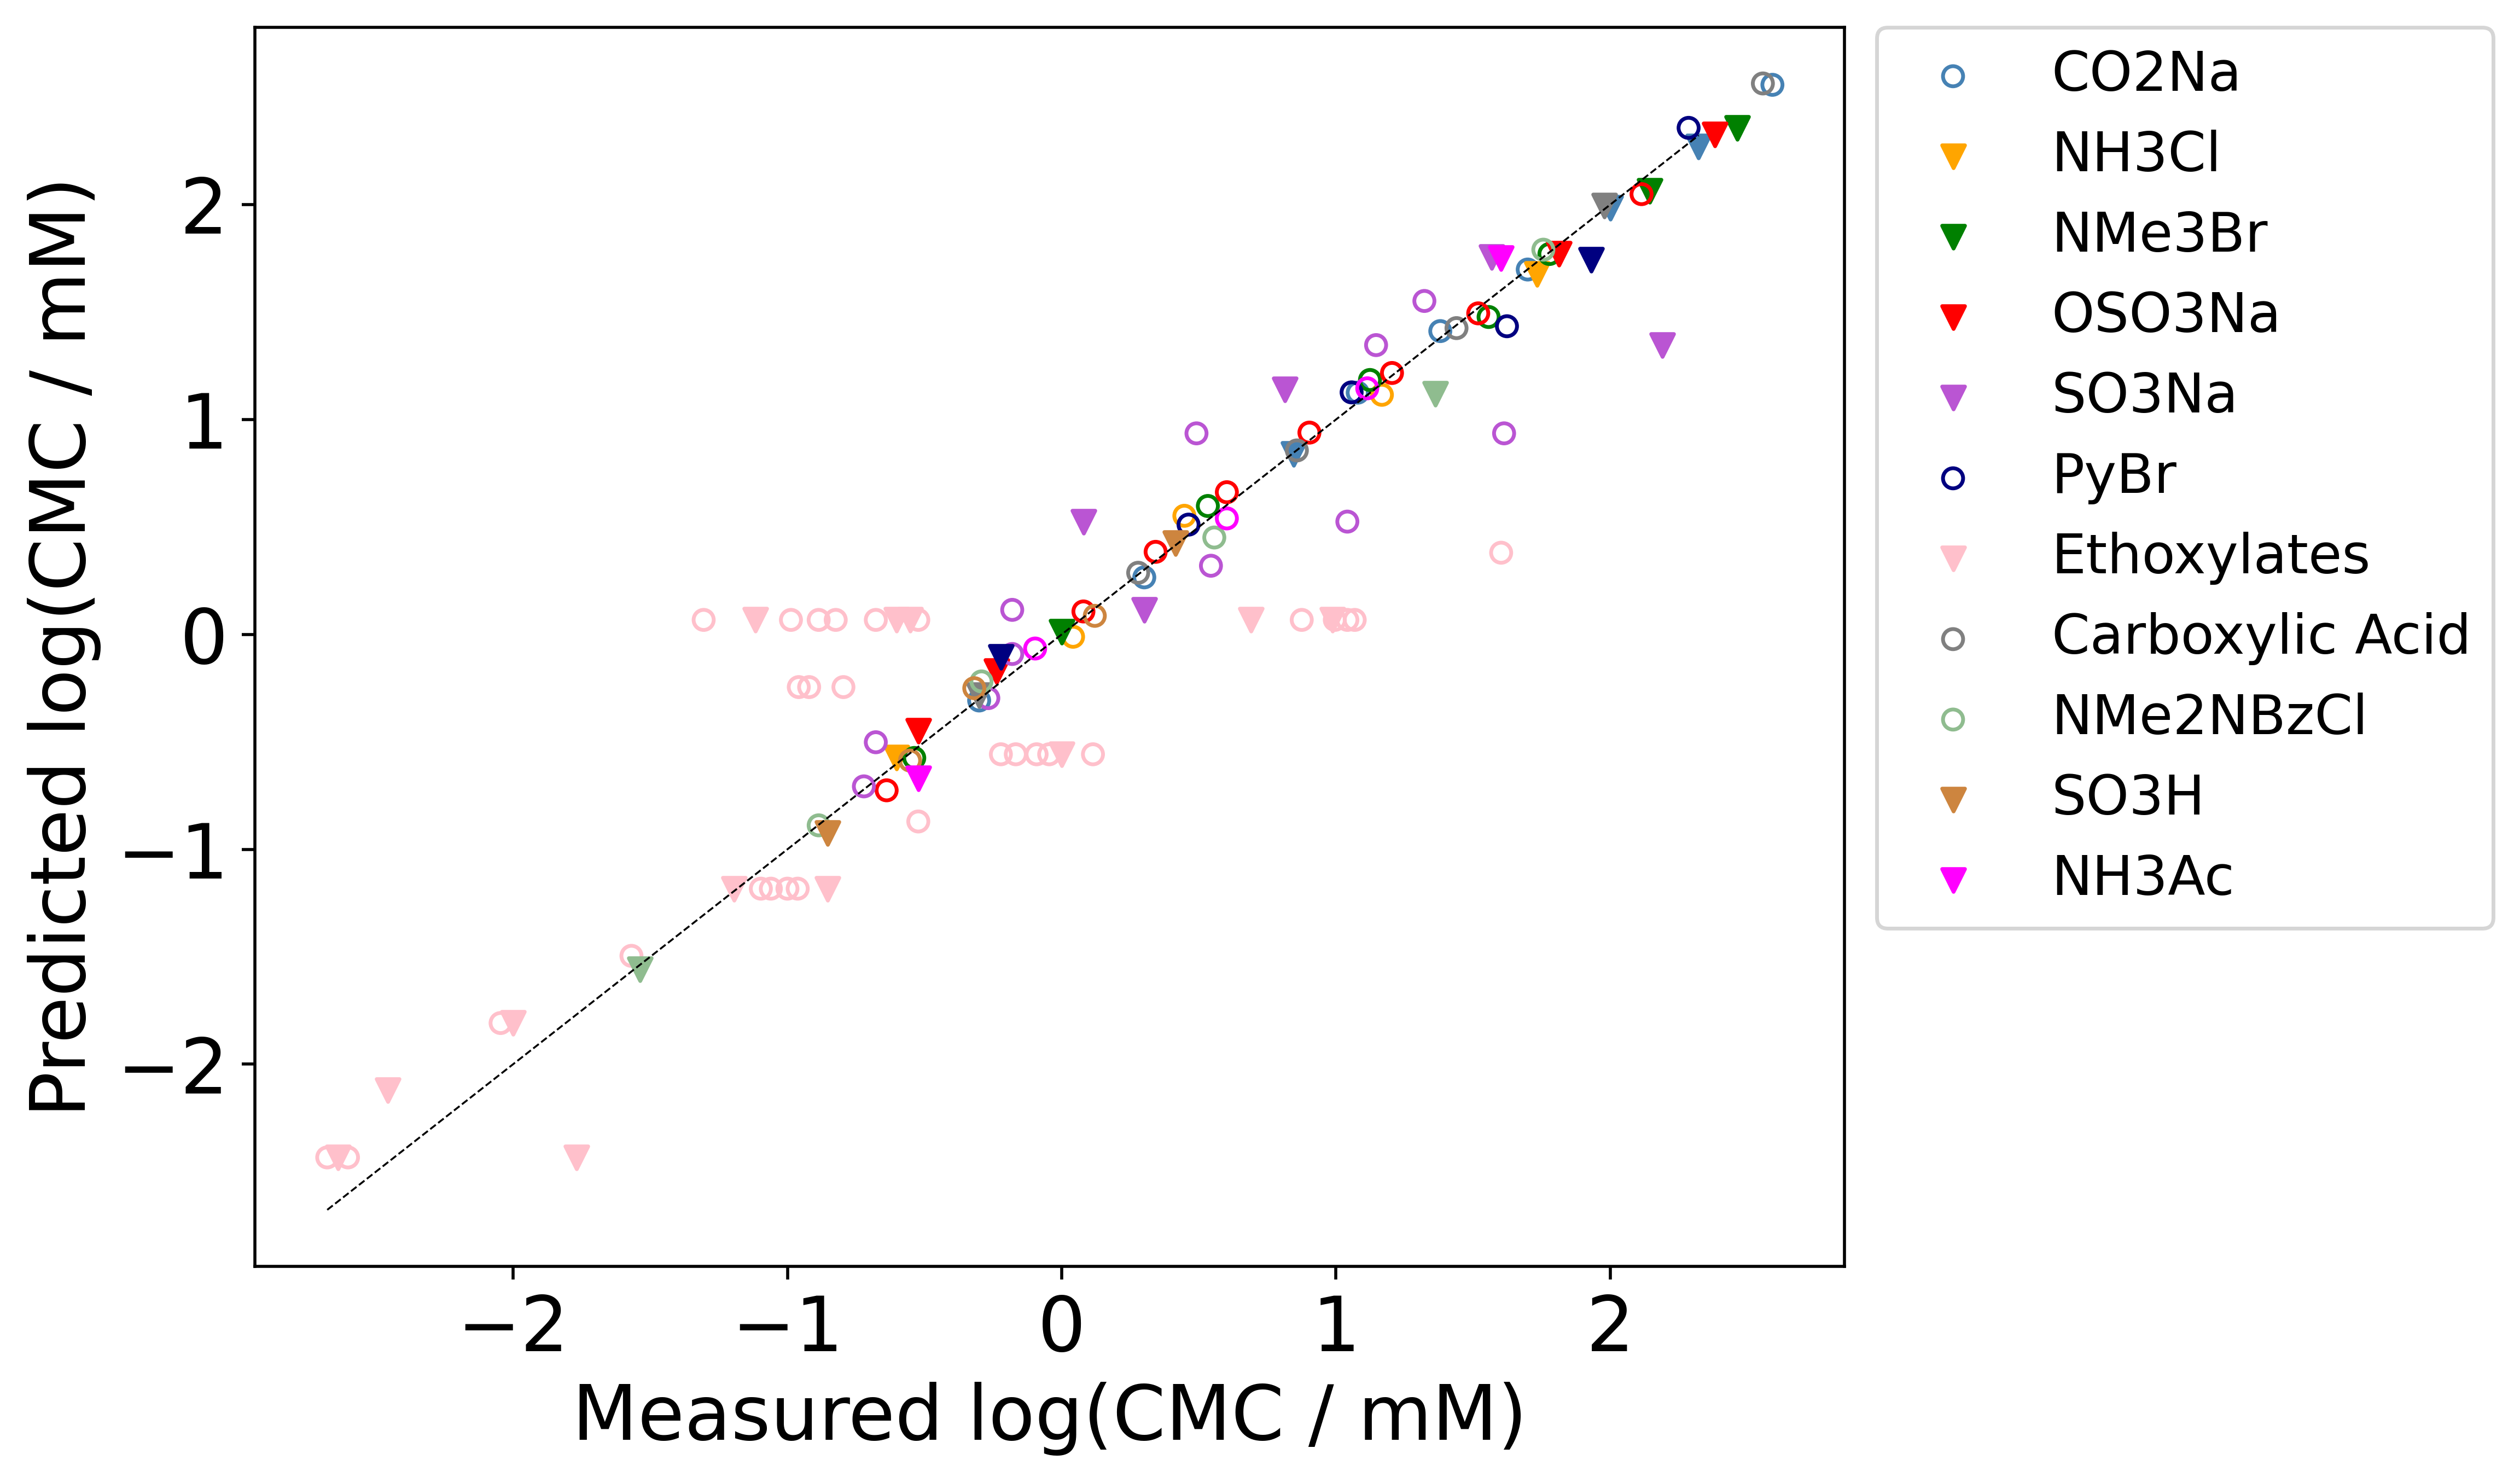 Predicted log(CMC / mM)
2
1
0
−1
−2
−2
−1
0
1
2
Measured log(CMC / mM)
CO2Na
NH3Cl
NMe3Br
OSO3Na
SO3Na
PyBr
Ethoxylates
Carboxylic Acid
NMe2NBzCl
SO3H
NH3Ac